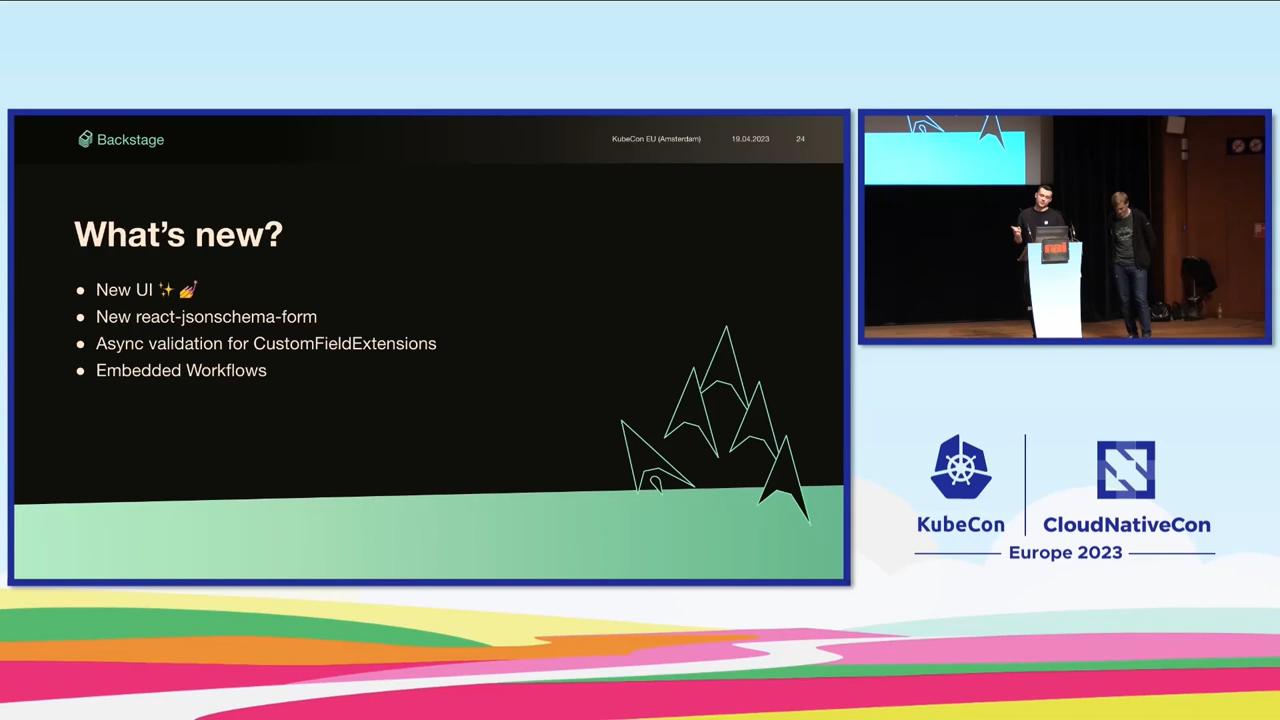 Backstage
KubeCon EU (Amsterdam) 19.04.2023 24
What's new?
● New UI ✨ 💅
● New react-jsonschema-form
● Async validation for CustomFieldExtensions
● Embedded Workflows
KubeCon
CloudNativeCon
Europe 2023